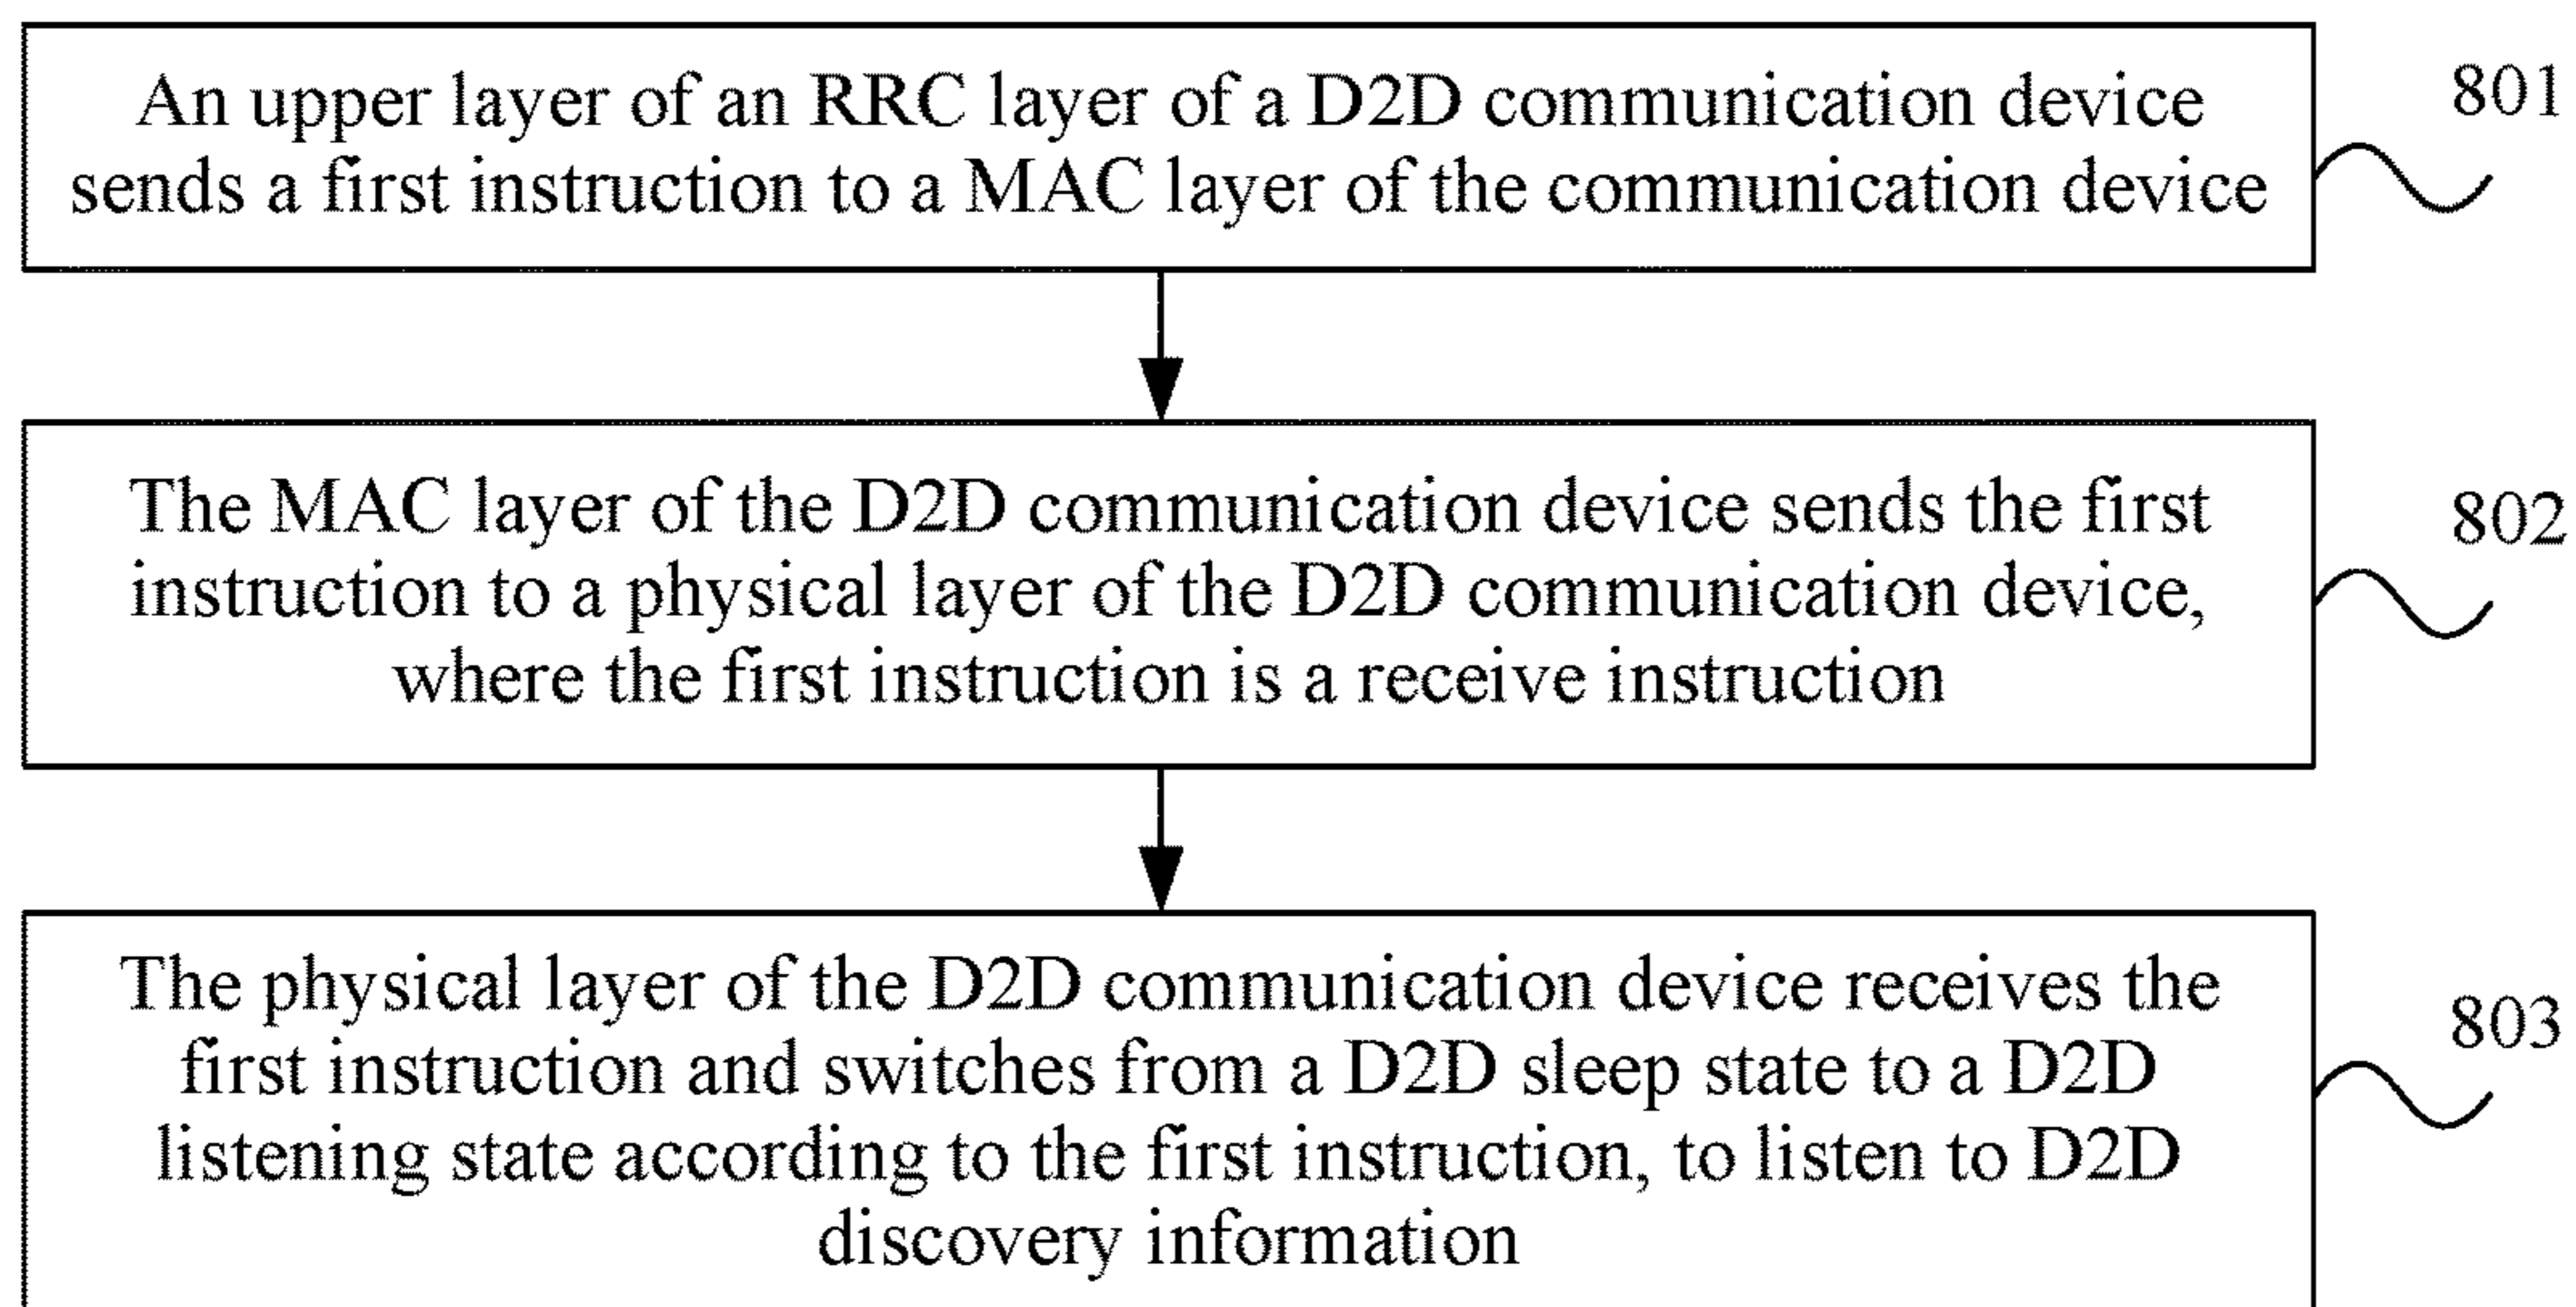 An upper layer of an RRC layer of a D2D communication device
sends a first instruction to a MAC layer of the communication device
801
The MAC layer of the D2D communication device sends the first
instruction to a physical layer of the D2D communication device,
where the first instruction is a receive instruction
802
The physical layer of the D2D communication device receives the
first instruction and switches from a D2D sleep state to a D2D
listening state according to the first instruction, to listen to D2D
discovery information
803